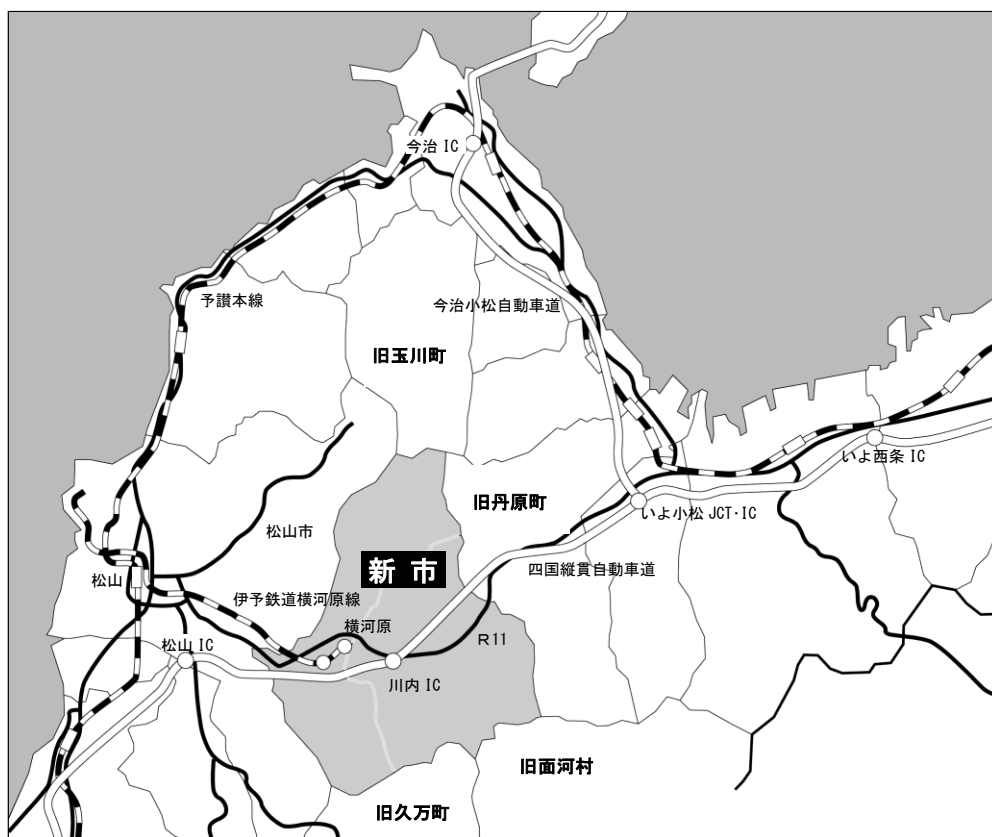 今治 IC
予讃本線
今治小松自動車道
旧玉川町
いよ西条 IC
旧丹原町
いよ小松 JCT・IC
松山市
新 市
四国縦貫自動車道
松山
伊予鉄道横河原線
横河原
R11
松山 IC
川内 IC
旧面河村
旧久万町